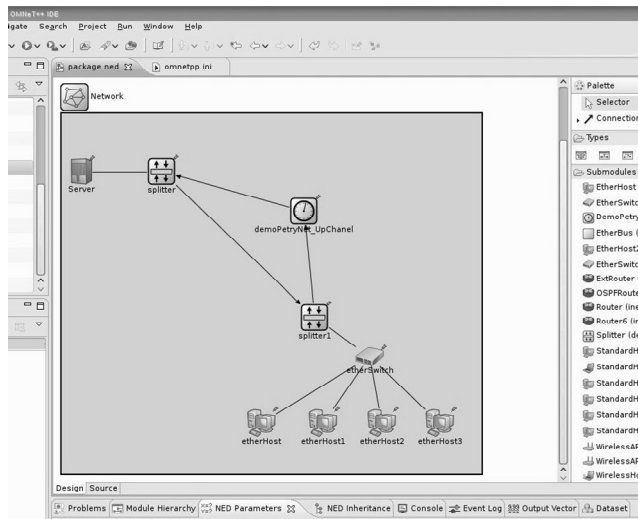 OMNeT++ IDE
igate Search Project Run Window Help
package.ned omnetpp.ini
Network
Server
splitter
demoPetryNet_UpChanel
splitter1
etherSwitch
etherHost etherHost1 etherHost2 etherHost3
Palette
Selector
Connection
Types
Submodules
EtherHost
EtherSwitc
DemoPetry
EtherBus (
EtherHost2
EtherSwitc
ExtRouter (
OSPFRoute
Router (ine
Router6 (in
Splitter (de
StandardH
StandardH
StandardH
StandardH
StandardH
StandardH
WirelessAP
WirelessAP
WirelessHo
Design Source
Problems Module Hierarchy NED Parameters NED Inheritance Console Event Log Output Vector Dataset